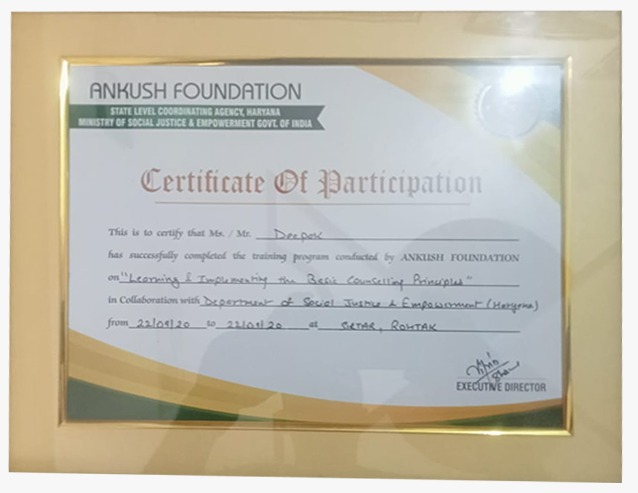 ANKUSH FOUNDATION
STATE LEVEL COORDINATING AGENCY, HARYANA
MINISTRY OF SOCIAL JUSTICE & EMPOWERMENT GOVT. OF INDIA
Certificate Of Participation
This is to certify that Ms. / Mr. Deepak
has successfully completed the training program conducted by ANKUSH FOUNDATION
on "Learning & Implementing the Basic Counselling Principles"
in Collaboration with Department of Social Justice & Empowerment (Haryana)
from 22/09/20 to 22/09/20 at ROHTAK
EXECUTIVE DIRECTOR